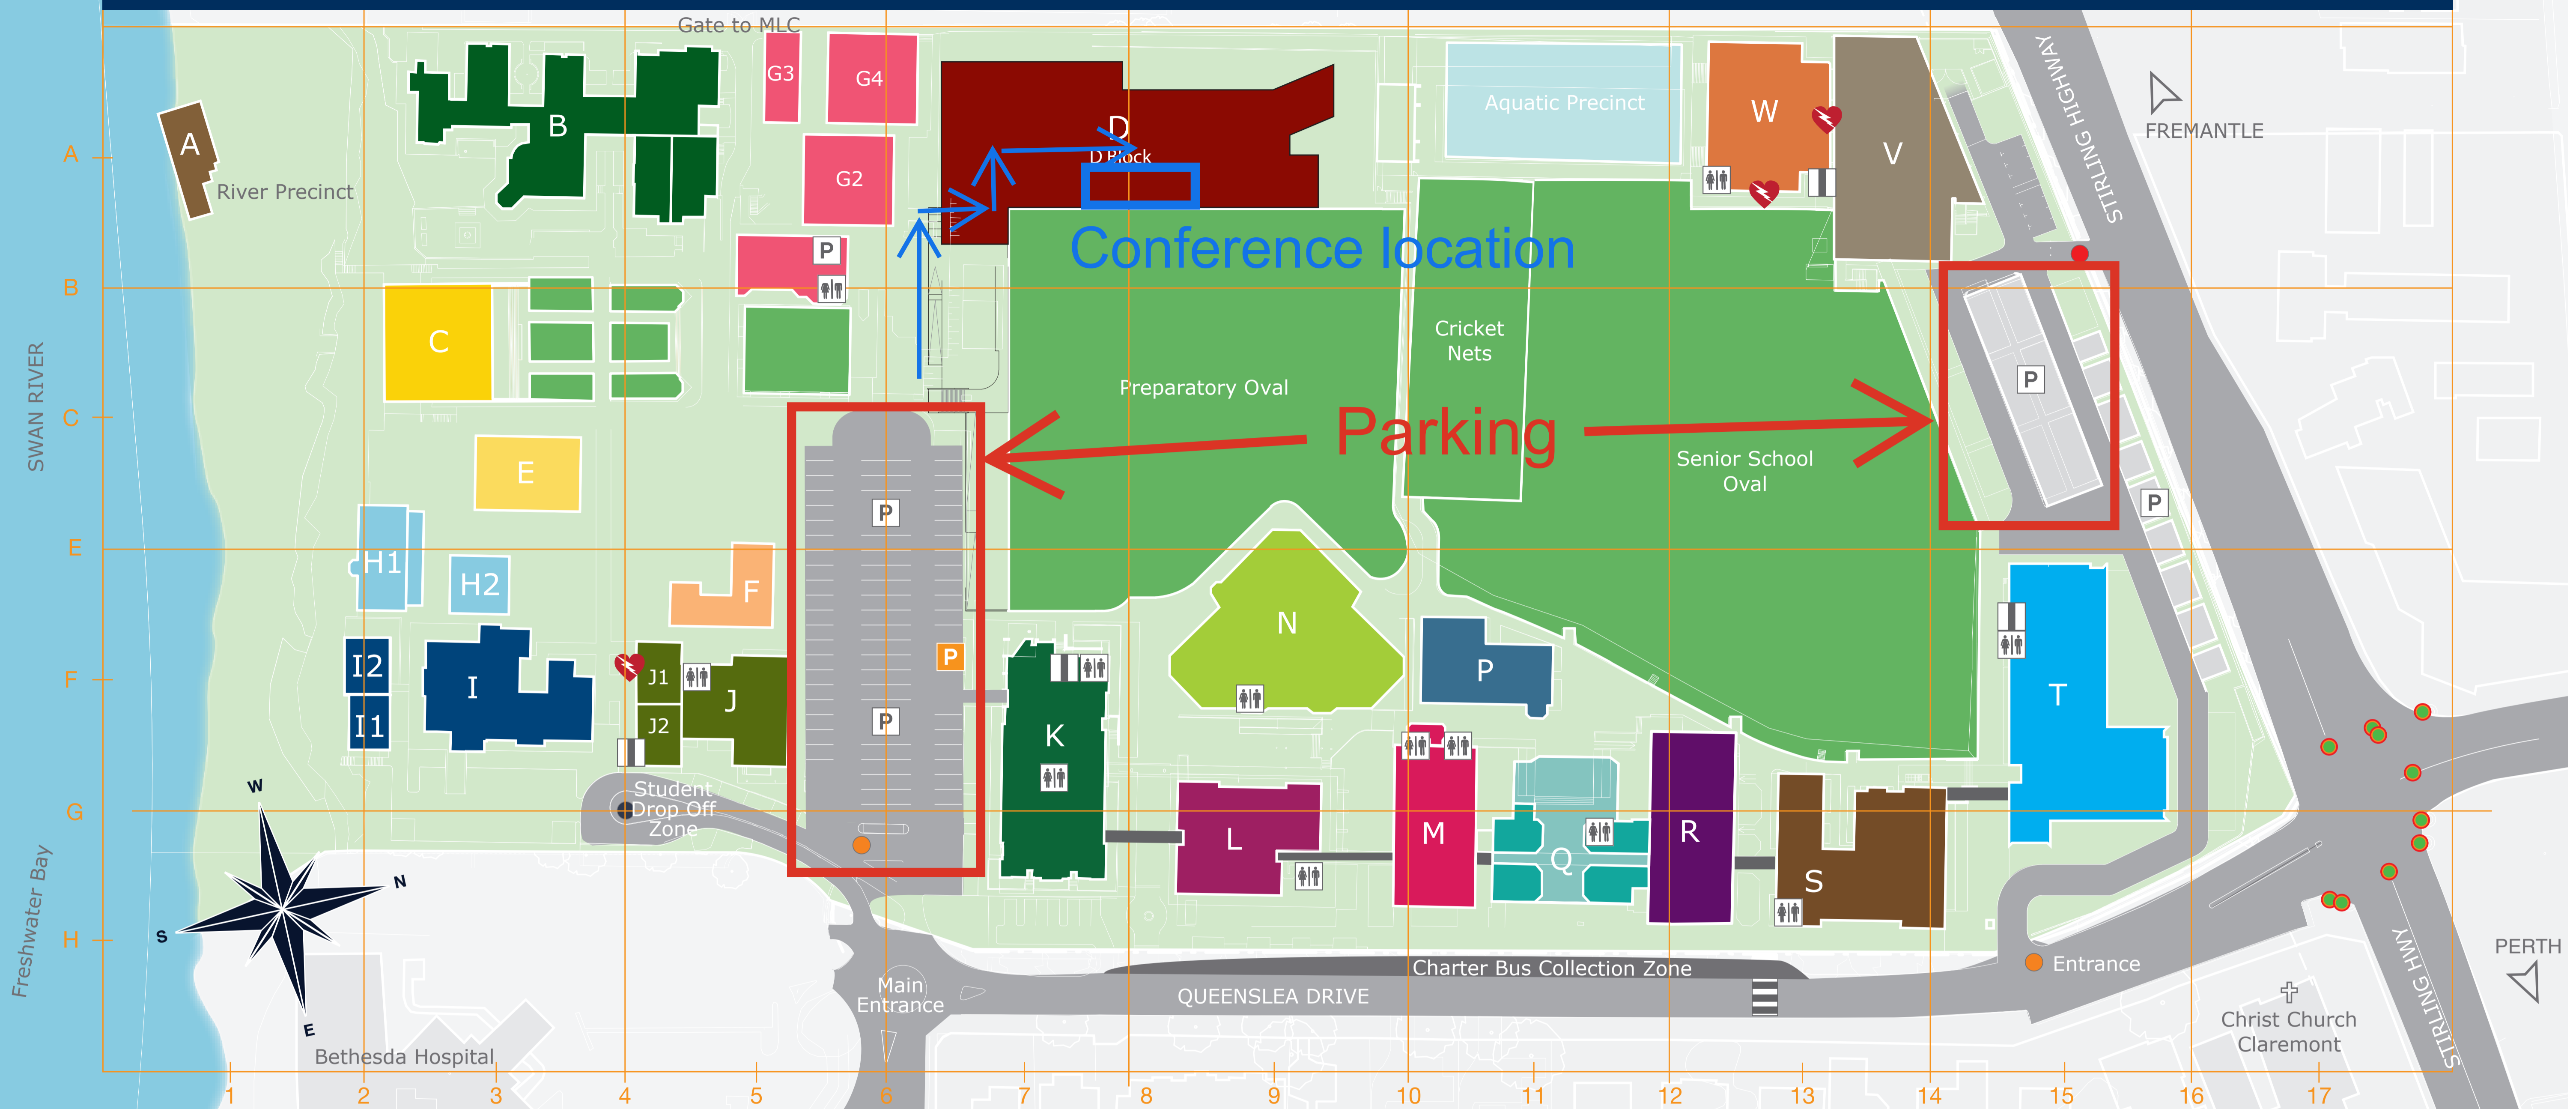 Gate to MLC
STIRLING HIGHWAY
STIRLING HIGHWAY
FREMANTLE
G3
G4
B
D
D Block
Aquatic Precinct
W
V
A
A
River Precinct
G2
P
Conference location
B
C
Cricket
Nets
P
SWAN RIVER
Preparatory Oval
C
Parking
Senior School
Oval
E
P
P
E
H1
H2
F
N
P
I2
I
J1
J
P
K
P
T
F
I1
J2
P
Student
Drop Off
Zone
G
L
M
Q
R
S
W
N
S
E
Freshwater Bay
H
Main
Entrance
Charter Bus Collection Zone
QUEENSLEA DRIVE
Entrance
STIRLING HWY
STIRLING
PERTH
Christ Church
Claremont
Bethesda Hospital
1
2
3
4
5
6
7
8
9
10
11
12
13
14
15
16
17